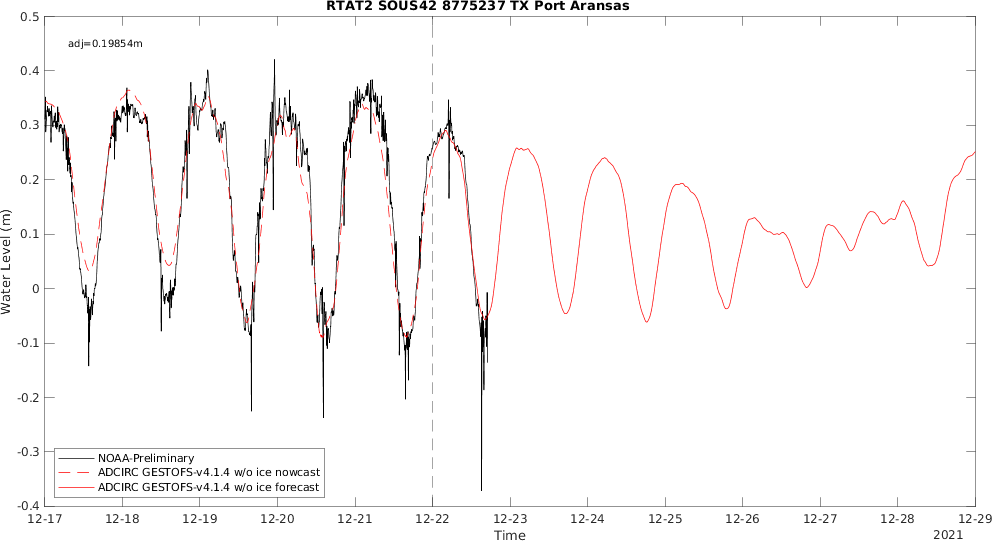 RTAT2 SOUS42 8775237 TX Port Aransas
adj=0.19854m
0.5
0.4
0.3
0.2
0.1
0
-0.1
-0.2
-0.3
-0.4
Water Level (m)
NOAA-Preliminary
ADCIRC GESTOFS-v4.1.4 w/o ice nowcast
ADCIRC GESTOFS-v4.1.4 w/o ice forecast
12-17 12-18 12-19 12-20 12-21 12-22 12-23 12-24 12-25 12-26 12-27 12-28 12-29
Time
2021